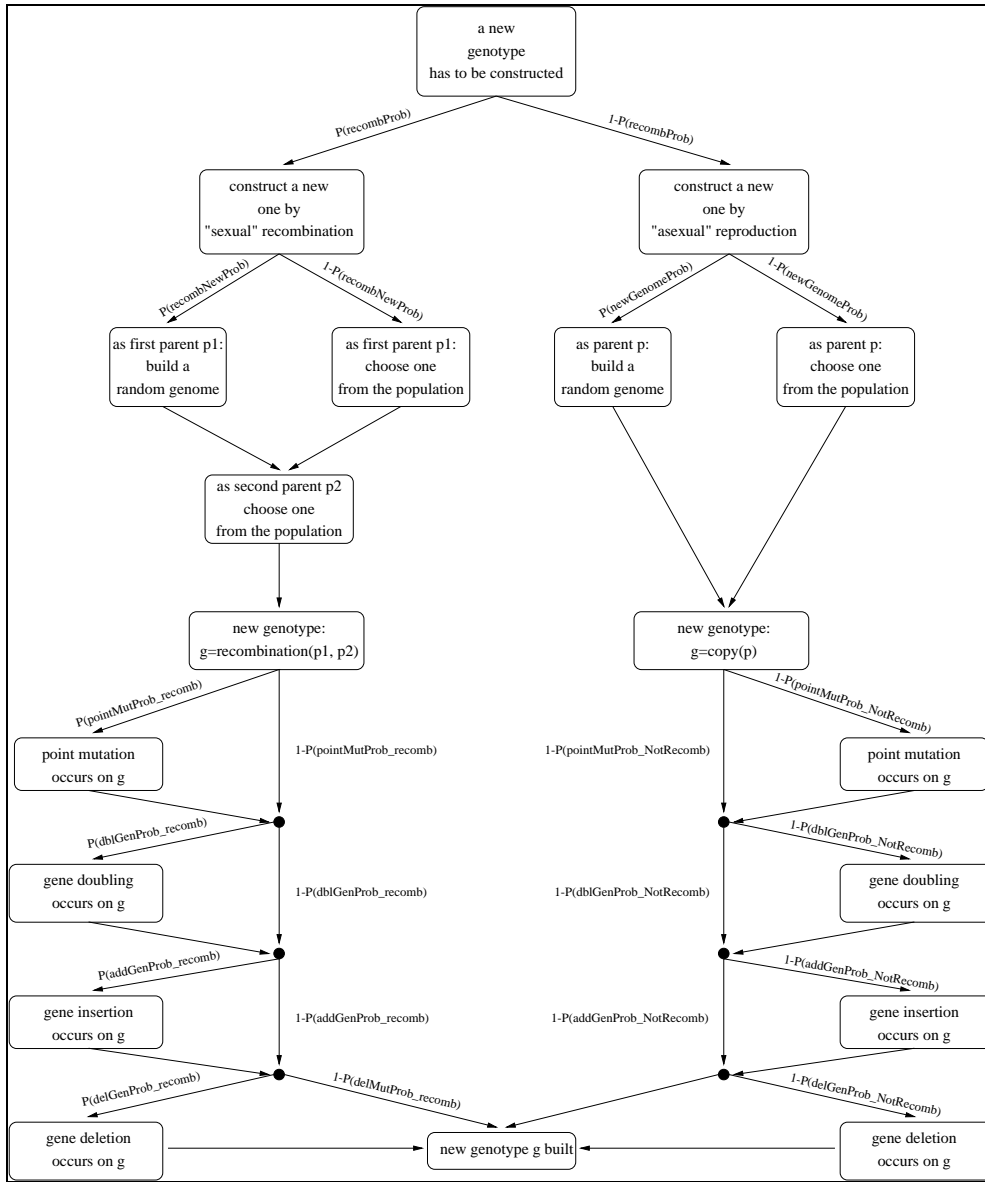 a new
genotype
has to be constructed
P(recombProb)
1-P(recombProb)
construct a new
one by
"sexual" recombination
construct a new
one by
"asexual" reproduction
P(recombNewProb)
1-P(recombNewProb)
P(newGenomeProb)
1-P(newGenomeProb)
as first parent p1:
build a
random genome
as first parent p1:
choose one
from the population
as parent p:
build a
random genome
as parent p:
choose one
from the population
as second parent p2
choose one
from the population
new genotype:
g=recombination(p1, p2)
new genotype:
g=copy(p)
P(pointMutProb_recomb)
1-P(pointMutProb_recomb)
1-P(pointMutProb_NotRecomb)
1-P(pointMutProb_NotRecomb)
point mutation
occurs on g
point mutation
occurs on g
P(dblGenProb_recomb)
1-P(dblGenProb_recomb)
1-P(dblGenProb_NotRecomb)
1-P(dblGenProb_NotRecomb)
gene doubling
occurs on g
gene doubling
occurs on g
P(addGenProb_recomb)
1-P(addGenProb_recomb)
1-P(addGenProb_NotRecomb)
1-P(addGenProb_NotRecomb)
gene insertion
occurs on g
gene insertion
occurs on g
P(delGenProb_recomb)
1-P(delMutProb_recomb)
1-P(delGenProb_NotRecomb)
gene deletion
occurs on g
new genotype g built
gene deletion
occurs on g